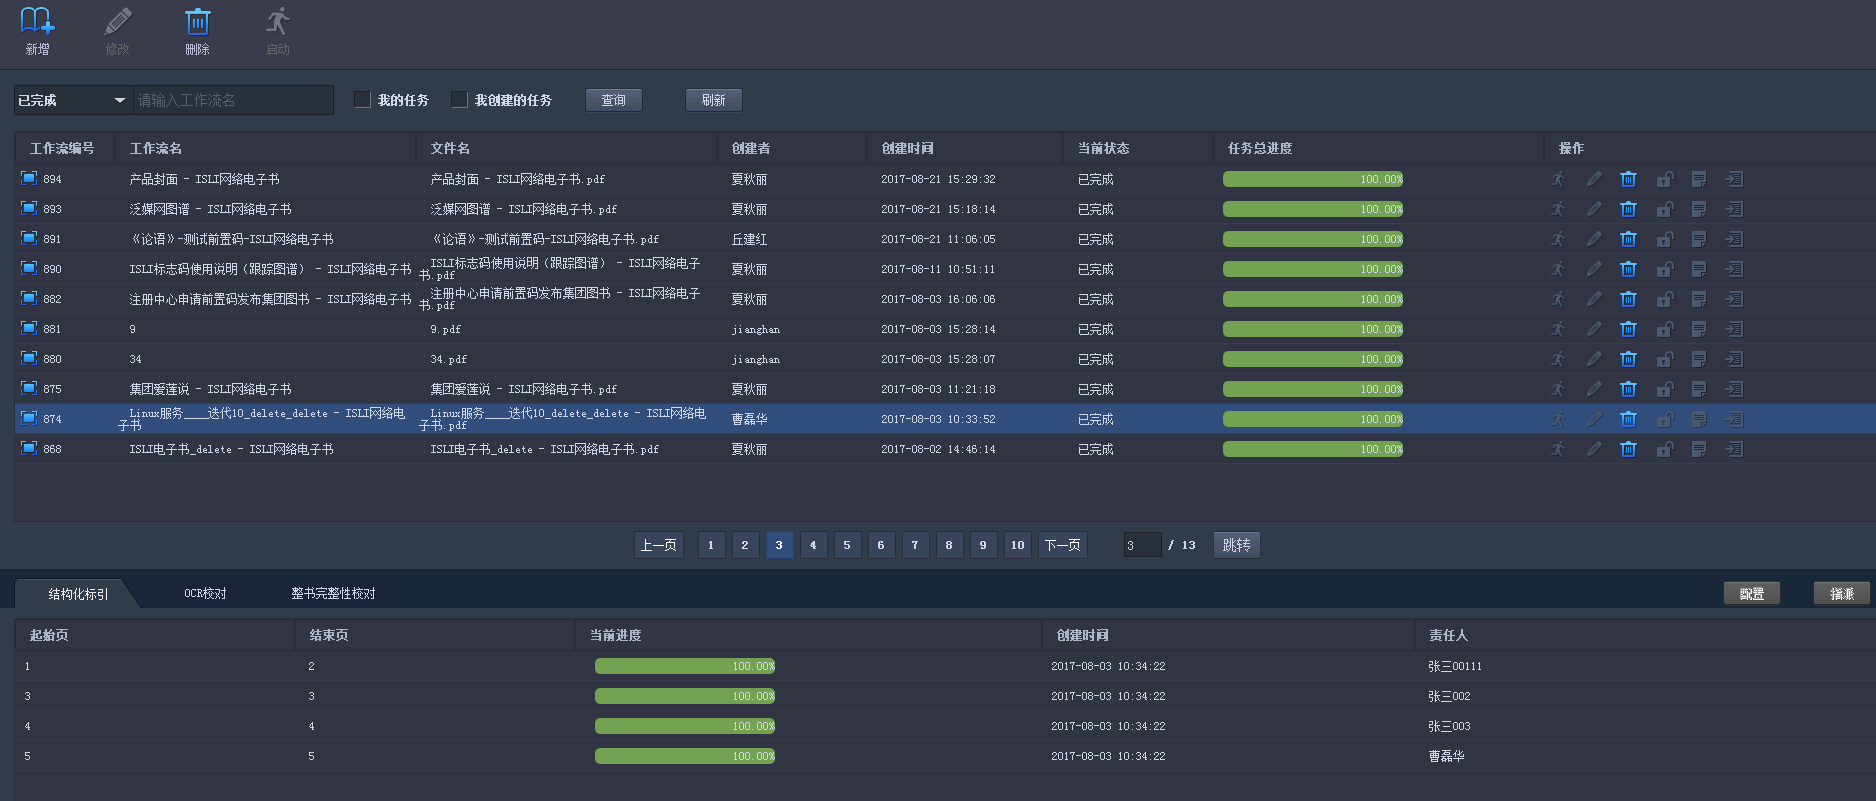 新增 修改 删除 启动
已完成 请输入工作流名 我的任务 我创建的任务 查询 刷新
工作流编号 工作流名 文件名 创建者 创建时间 当前状态 任务总进度 操作
894 产品封面 - ISLI网络电子书 产品封面 - ISLI网络电子书.pdf 夏秋丽 2017-08-21 15:29:32 已完成 100.00%
893 泛媒网图谱 - ISLI网络电子书 泛媒网图谱 - ISLI网络电子书.pdf 夏秋丽 2017-08-21 15:18:14 已完成 100.00%
891 《论语》-测试前置码-ISLI网络电子书 《论语》-测试前置码-ISLI网络电子书.pdf 丘建红 2017-08-21 11:06:05 已完成 100.00%
890 ISLI标志码使用说明（跟踪图谱） - ISLI网络电子书 ISLI标志码使用说明（跟踪图谱） - ISLI网络电子
书.pdf 夏秋丽 2017-08-11 10:51:11 已完成 100.00%
882 注册中心申请前置码发布集团图书 - ISLI网络电子书 注册中心申请前置码发布集团图书 - ISLI网络电子
书.pdf 夏秋丽 2017-08-03 16:06:06 已完成 100.00%
881 9 9.pdf jianghan 2017-08-03 15:28:14 已完成 100.00%
880 34 34.pdf jianghan 2017-08-03 15:28:07 已完成 100.00%
875 集团爱莲说 - ISLI网络电子书 集团爱莲说 - ISLI网络电子书.pdf 夏秋丽 2017-08-03 11:21:18 已完成 100.00%
874 Linux服务____迭代10_delete_delete - ISLI网络电
子书 Linux服务____迭代10_delete_delete - ISLI网络电
子书.pdf 曹磊华 2017-08-03 10:33:52 已完成 100.00%
868 ISLI电子书_delete - ISLI网络电子书 ISLI电子书_delete - ISLI网络电子书.pdf 夏秋丽 2017-08-02 14:46:14 已完成 100.00%
上一页 1 2 3 4 5 6 7 8 9 10 下一页 3 / 13 跳转
结构化标引 OCR校对 整书完整性校对 配置 指派
起始页 结束页 当前进度 创建时间 责任人
1 2 100.00% 2017-08-03 10:34:22 张三00111
3 3 100.00% 2017-08-03 10:34:22 张三002
4 4 100.00% 2017-08-03 10:34:22 张三003
5 5 100.00% 2017-08-03 10:34:22 曹磊华